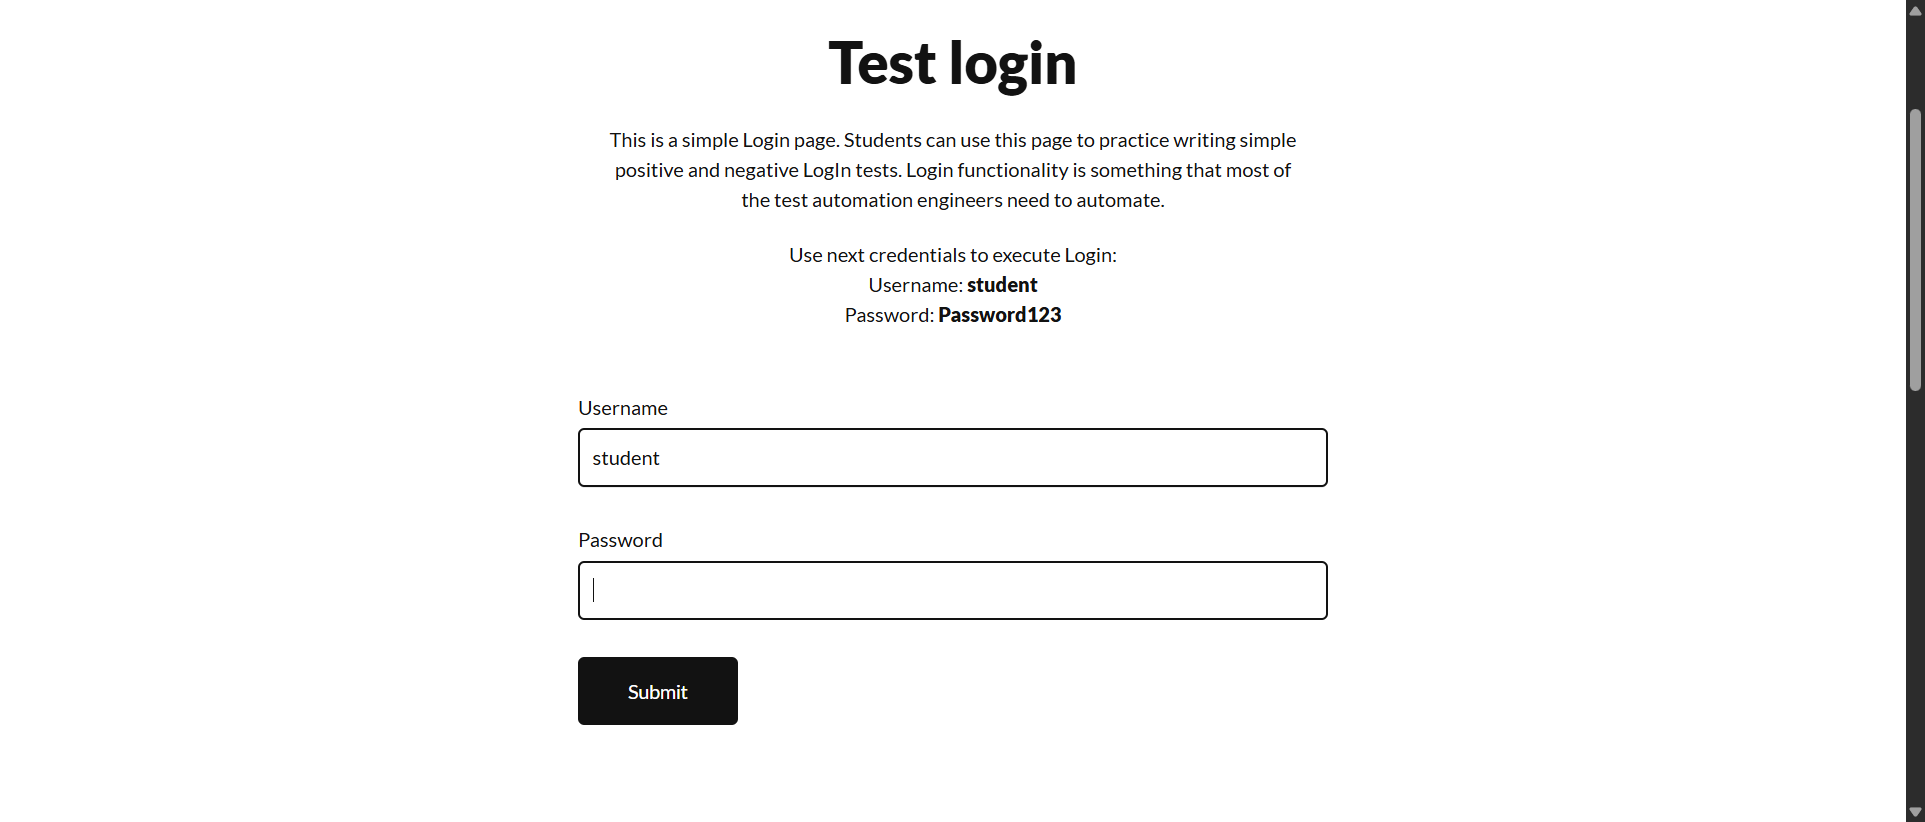 Test login
This is a simple Login page. Students can use this page to practice writing simple
positive and negative LogIn tests. Login functionality is something that most of
the test automation engineers need to automate.
Use next credentials to execute Login:
Username: student
Password: Password123
Username
student
Password
Submit